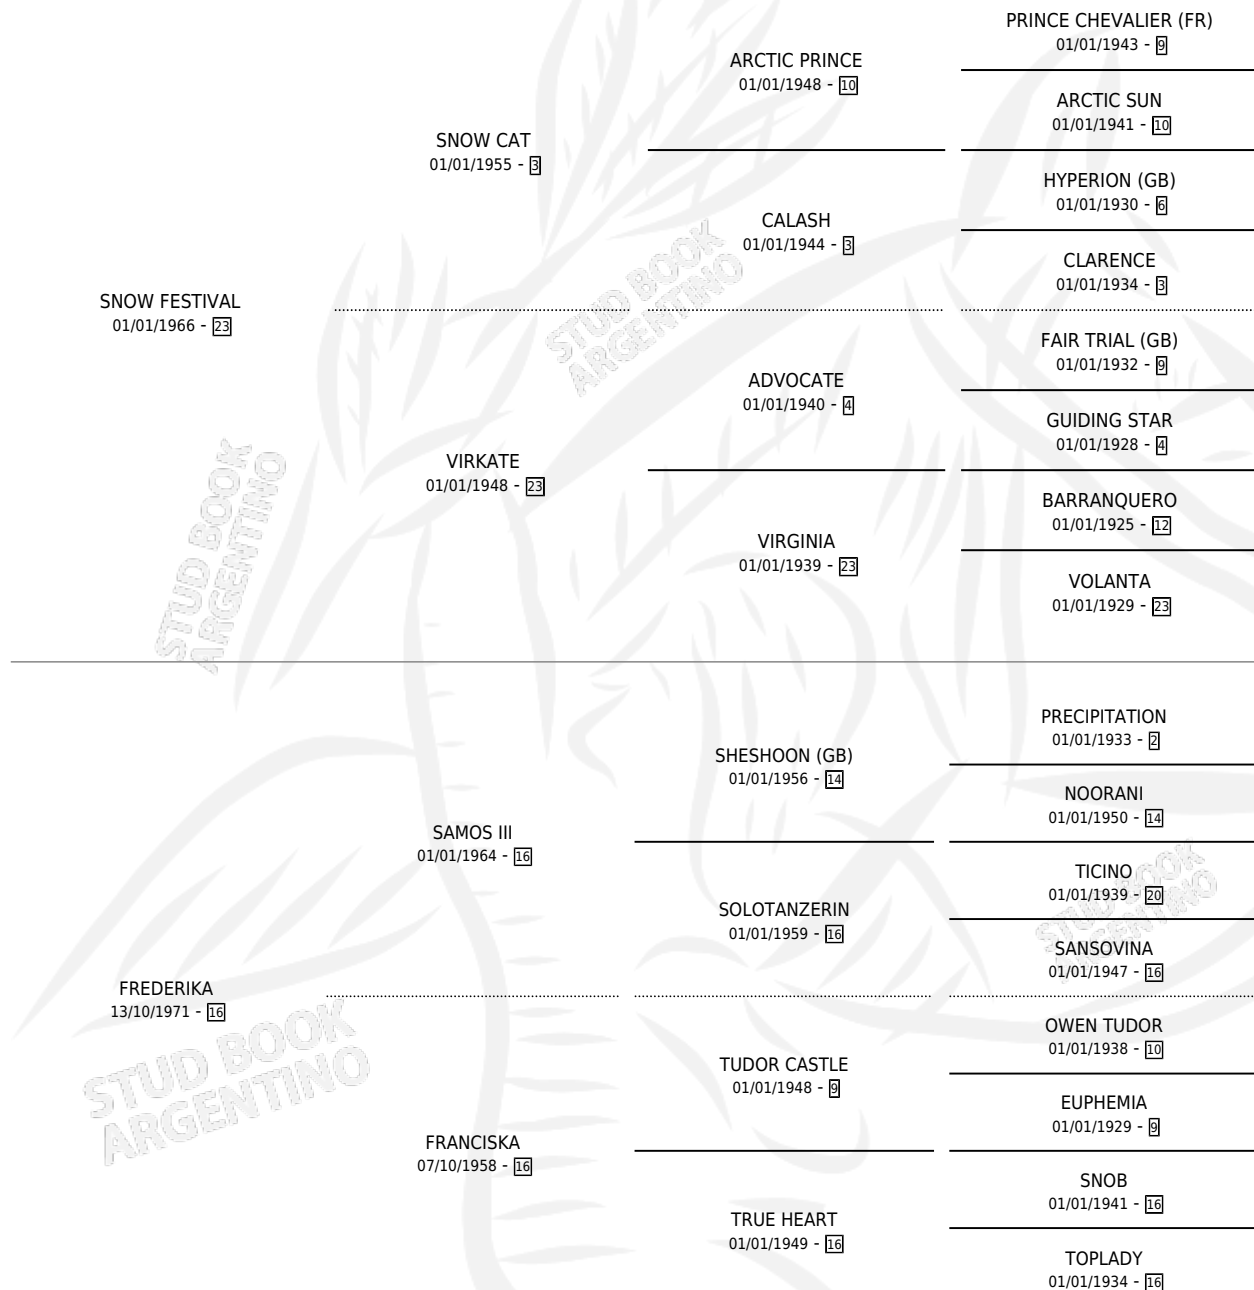 PRINCE CHEVALIER (FR)
01/01/1943 - 9
ARCTIC PRINCE
01/01/1948 - 10
ARCTIC SUN
01/01/1941 - 10
SNOW CAT
01/01/1955 - 3
HYPERION (GB)
01/01/1930 - 6
CALASH
01/01/1944 - 3
CLARENCE
01/01/1934 - 3
SNOW FESTIVAL
01/01/1966 - 23
STUD BOOK
ARGENTINO
FAIR TRIAL (GB)
01/01/1932 - 9
ADVOCATE
01/01/1940 - 4
GUIDING STAR
01/01/1928 - 4
VIRKATE
01/01/1948 - 23
BARRANQUERO
01/01/1925 - 12
VIRGINIA
01/01/1939 - 23
VOLANTA
01/01/1929 - 23
STUD BOOK
ARGENTINO
PRECIPITATION
01/01/1933 - 2
SHESHOON (GB)
01/01/1956 - 14
NOORANI
01/01/1950 - 14
SAMOS III
01/01/1964 - 16
TICINO
01/01/1939 - 20
SOLOTANZERIN
01/01/1959 - 16
STUD BOOK
ARGENTINO
SANSOVINA
01/01/1947 - 16
FREDERIKA
13/10/1971 - 16
STUD BOOK
ARGENTINO
OWEN TUDOR
01/01/1938 - 10
TUDOR CASTLE
01/01/1948 - 9
EUPHEMIA
01/01/1929 - 9
FRANCISKA
07/10/1958 - 16
SNOB
01/01/1941 - 16
TRUE HEART
01/01/1949 - 16
TOPLADY
01/01/1934 - 16